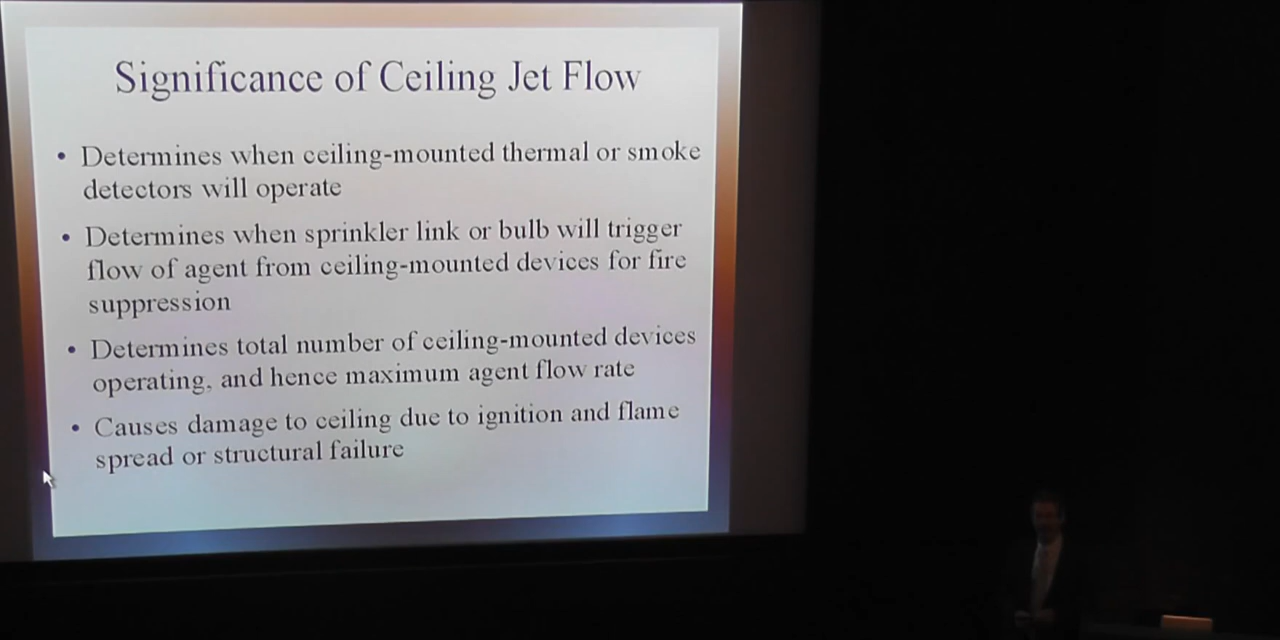 Significance of Ceiling Jet Flow
• Determines when ceiling-mounted thermal or smoke
detectors will operate
• Determines when sprinkler link or bulb will trigger
flow of agent from ceiling-mounted devices for fire
suppression
• Determines total number of ceiling-mounted devices
operating, and hence maximum agent flow rate
• Causes damage to ceiling due to ignition and flame
spread or structural failure